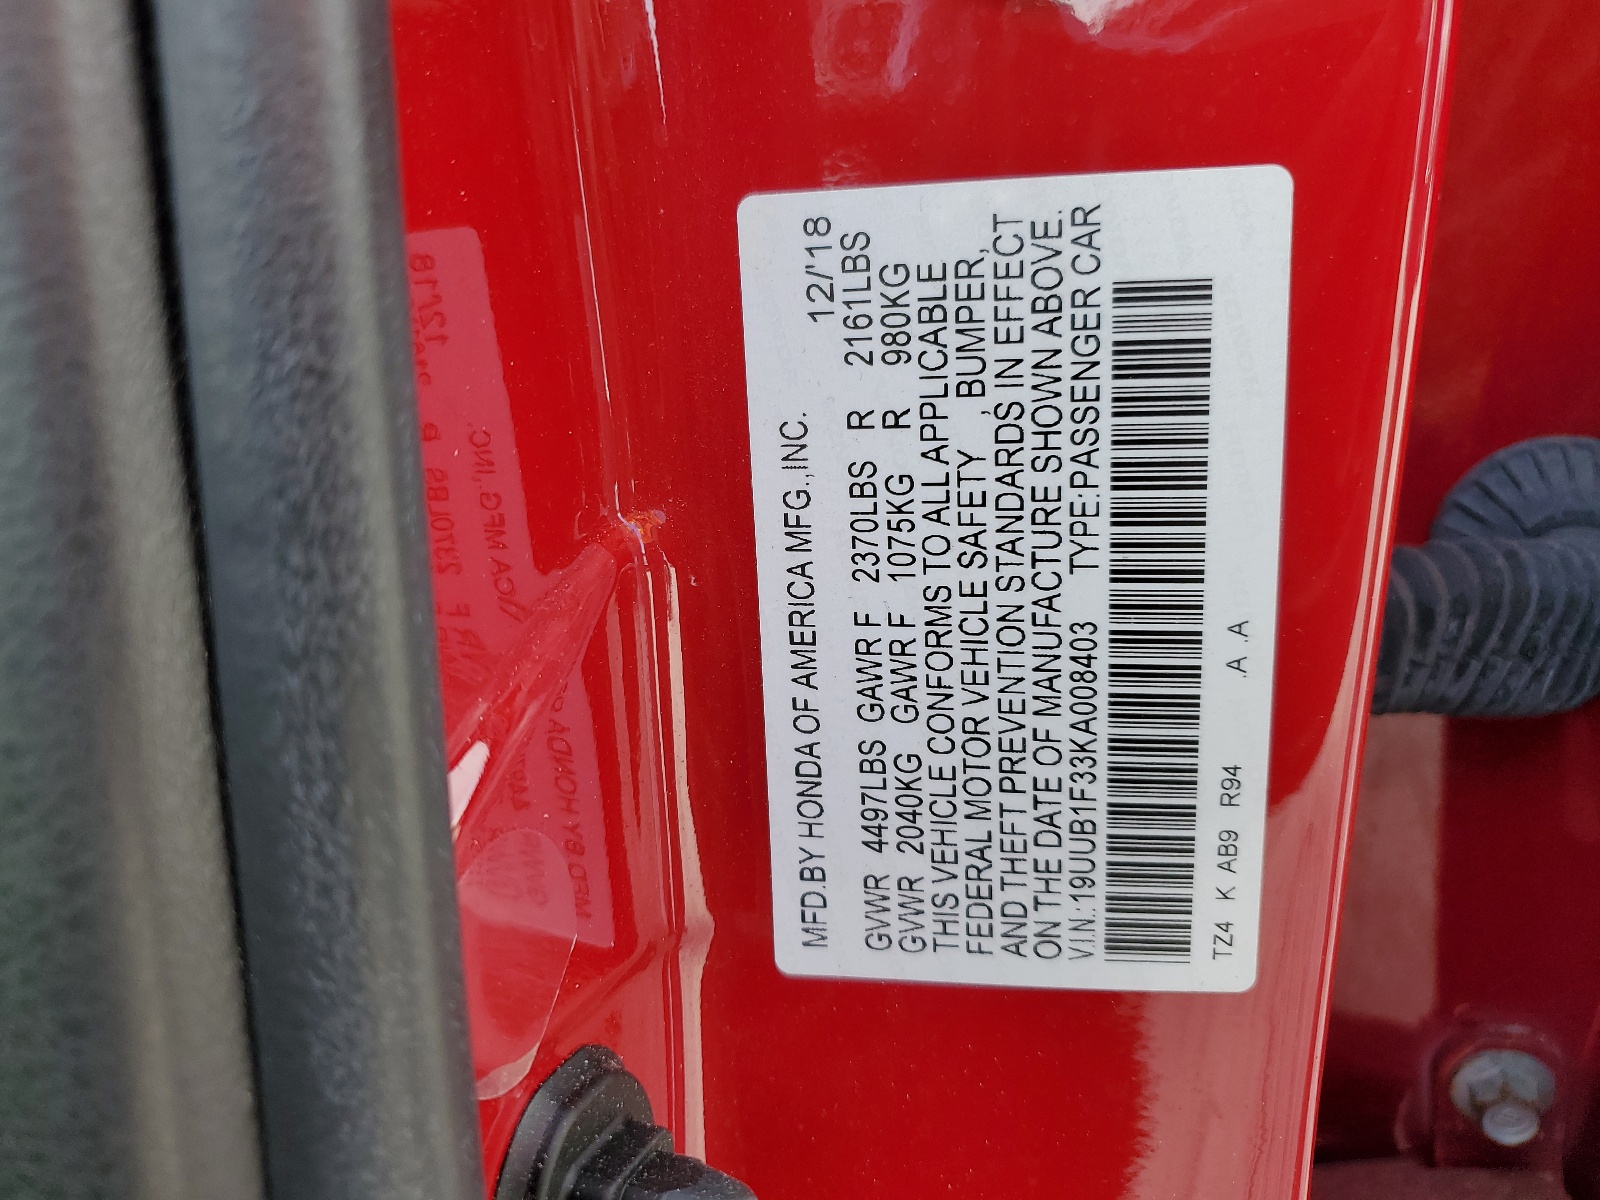 MFD.BY HONDA OF AMERICA MFG.,INC. 12/'18
GVWR 4497LBS GAWR F 2370LBS R 2161LBS
GVWR 2040KG GAWR F 1075KG R 980KG
THIS VEHICLE CONFORMS TO ALL APPLICABLE
FEDERAL MOTOR VEHICLE SAFETY , BUMPER,
AND THEFT PREVENTION STANDARDS IN EFFECT
ON THE DATE OF MANUFACTURE SHOWN ABOVE.
V.I.N.:19UUB1F33KA008403 TYPE:PASSENGER CAR
TZ4 K AB9 R94 .A .A